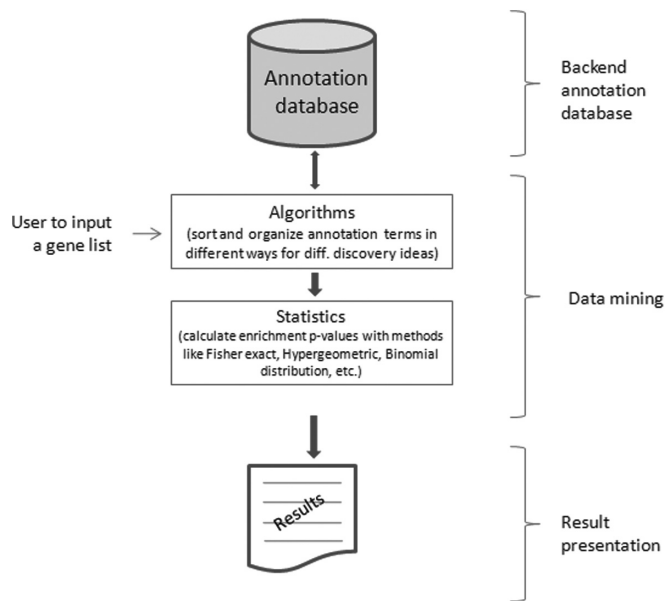 Annotation
database
Backend
annotation
database
User to input
a gene list
Algorithms
(sort and organize annotation terms in
different ways for diff. discovery ideas)
Statistics
(calculate enrichment p-values with methods
like Fisher exact, Hypergeometric, Binomial
distribution, etc.)
Data mining
Results
Result
presentation